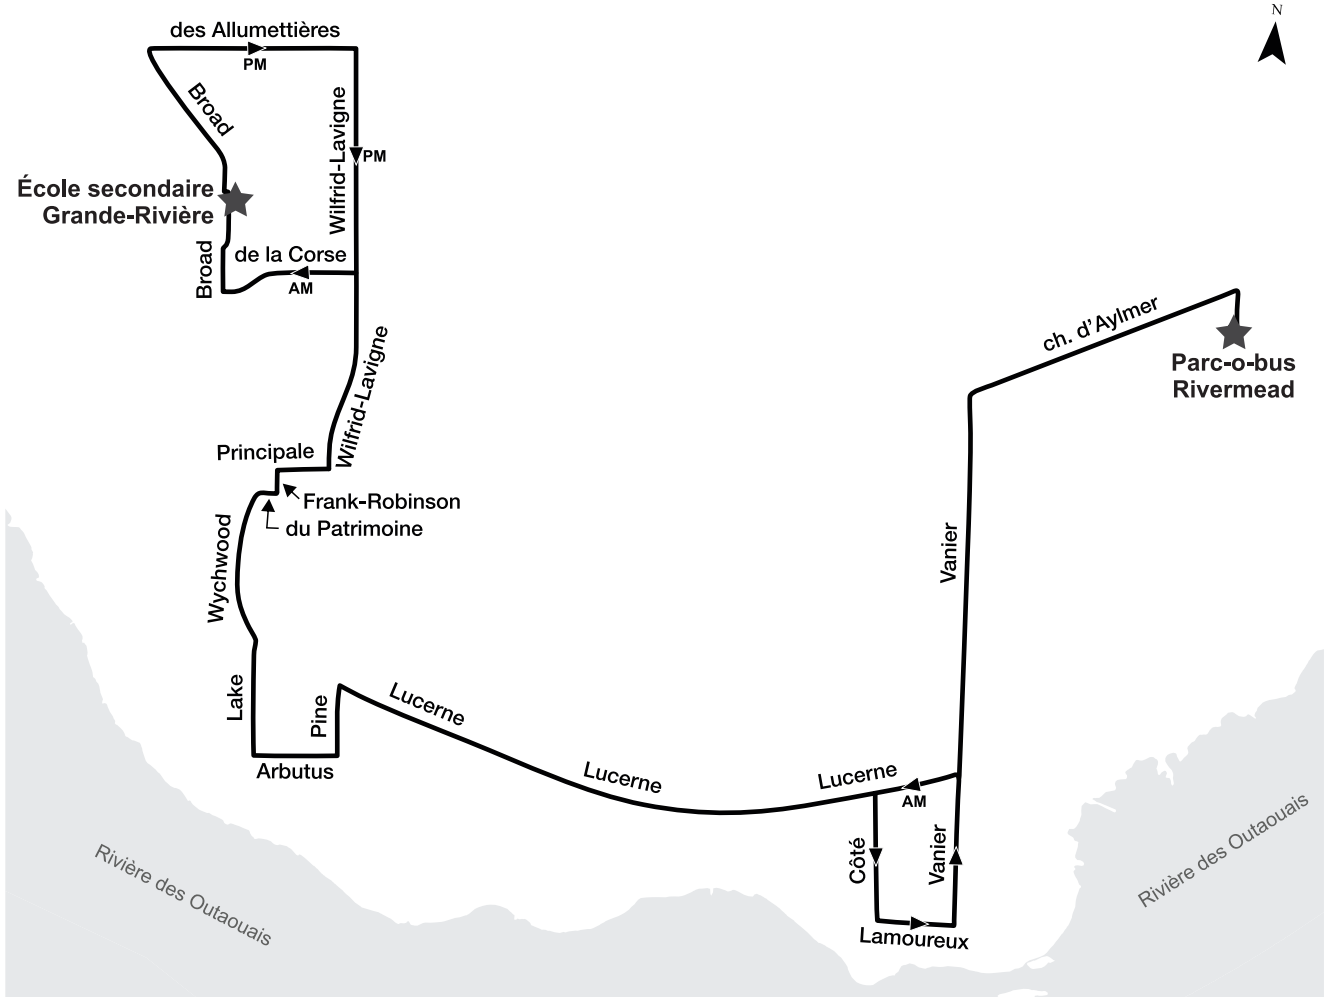 N
des Allumettières
PM
Broad
Wilfrid-Lavigne
PM
École secondaire
Grande-Rivière
Broad
de la Corse
AM
ch. d'Aylmer
Parc-o-bus
Rivermead
Wilfrid-Lavigne
Principale
Frank-Robinson
du Patrimoine
Wychwood
Vanier
Lake
Pine
Lucerne
Arbutus
Lucerne
Lucerne
AM
Côté
Vanier
Lamoureux
Rivière des Outaouais
Rivière des Outaouais